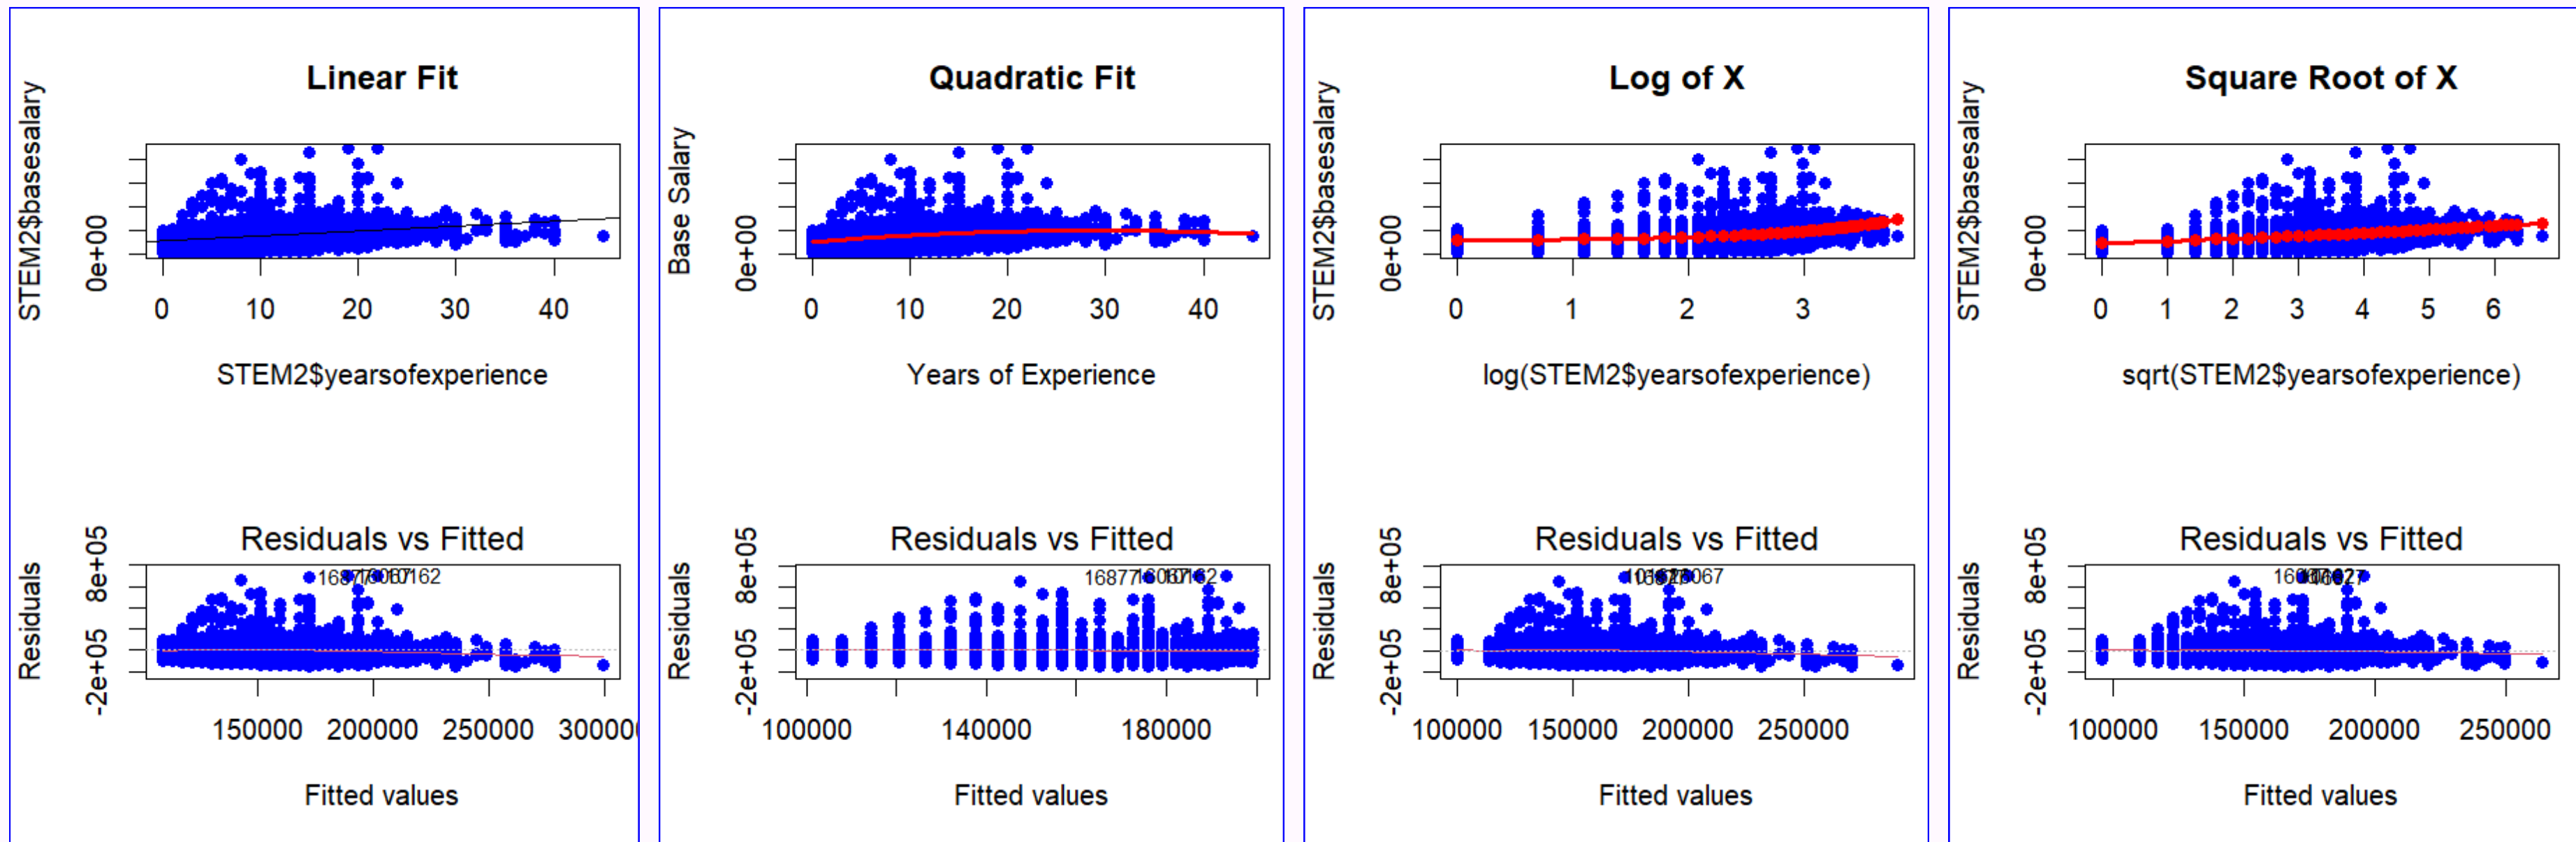 Linear Fit
STEM2$basesalary
0e+00
0 10 20 30 40
STEM2$yearsofexperience
Residuals vs Fitted
Residuals
-2e+05 8e+05
150000 200000 250000 300000
Fitted values
Quadratic Fit
Base Salary
0e+00
0 10 20 30 40
Years of Experience
Residuals vs Fitted
Residuals
-2e+05 8e+05
16877
100000 140000 180000
Fitted values
Log of X
STEM2$basesalary
0e+00
0 1 2 3
log(STEM2$yearsofexperience)
Residuals vs Fitted
Residuals
-2e+05 8e+05
100000 150000 200000 250000
Fitted values
Square Root of X
STEM2$basesalary
0e+00
0 1 2 3 4 5 6
sqrt(STEM2$yearsofexperience)
Residuals vs Fitted
Residuals
-2e+05 8e+05
100000 150000 200000 250000
Fitted values